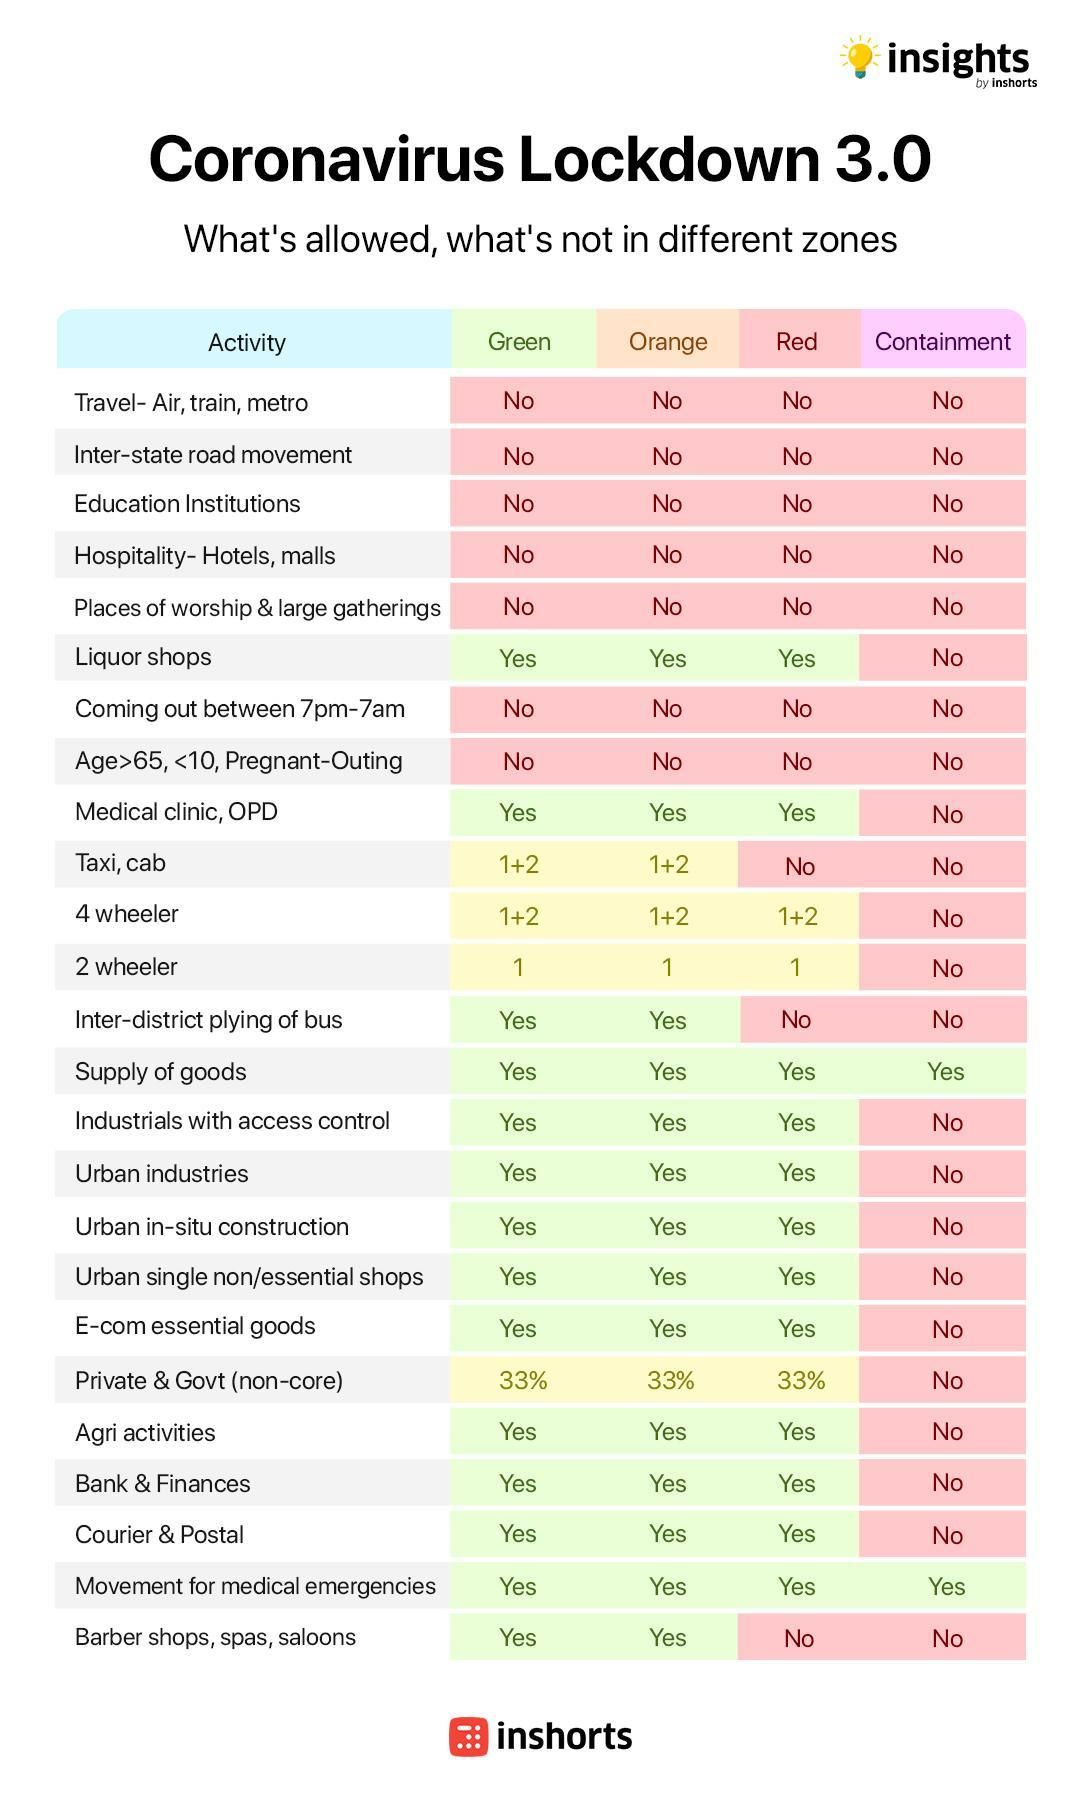 insights
by inshorts
Coronavirus Lockdown 3.0
What's allowed, what's not in different zones
Activity Green Orange Red Containment
Travel- Air, train, metro No No No No
Inter-state road movement No No No No
Education Institutions No No No No
Hospitality- Hotels, malls No No No No
Places of worship & large gatherings No No No No
Liquor shops Yes Yes Yes No
Coming out between 7pm-7am No No No No
Age>65, <10, Pregnant-Outing No No No No
Medical clinic, OPD Yes Yes Yes No
Taxi, cab 1+2 1+2 No No
4 wheeler 1+2 1+2 1+2 No
2 wheeler 1 1 1 No
Inter-district plying of bus Yes Yes No No
Supply of goods Yes Yes Yes Yes
Industrials with access control Yes Yes Yes No
Urban industries Yes Yes Yes No
Urban in-situ construction Yes Yes Yes No
Urban single non/essential shops Yes Yes Yes No
E-com essential goods Yes Yes Yes No
Private & Govt (non-core) 33% 33% 33% No
Agri activities Yes Yes Yes No
Bank & Finances Yes Yes Yes No
Courier & Postal Yes Yes Yes No
Movement for medical emergencies Yes Yes Yes Yes
Barber shops, spas, saloons Yes Yes No No
inshorts